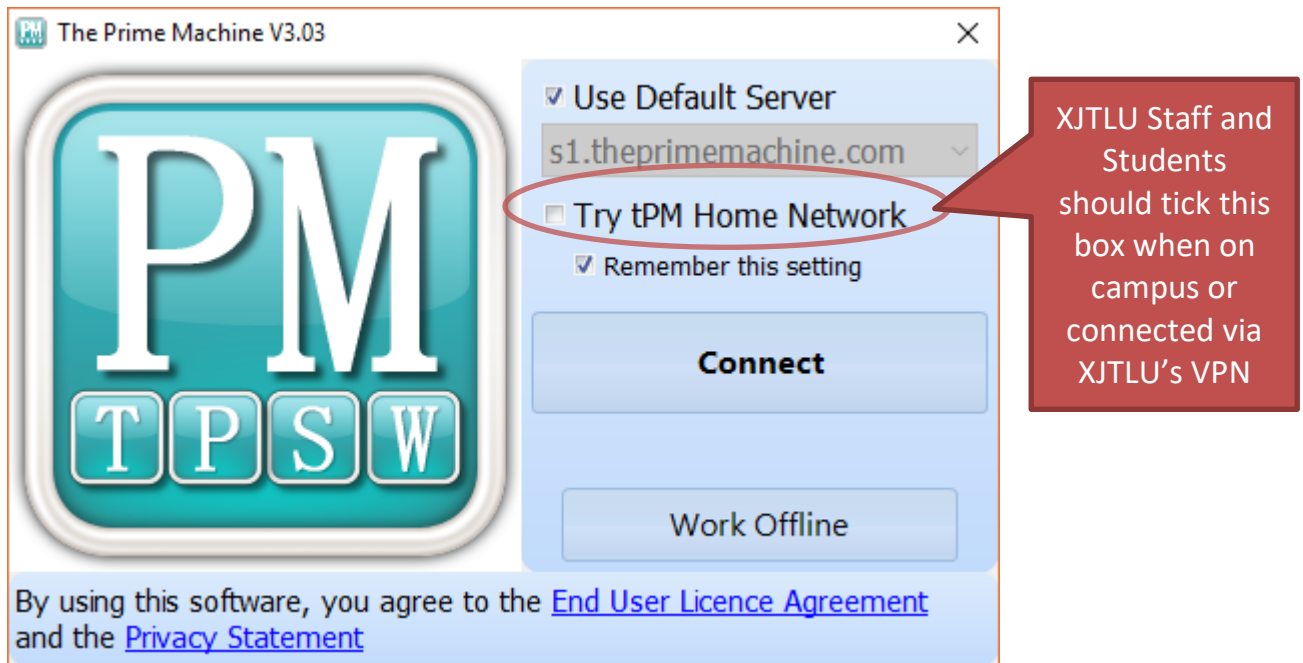 The Prime Machine V3.03
PM
T P S W
Use Default Server
s1.theprimemachine.com
Try tPM Home Network
Remember this setting
Connect
Work Offline
By using this software, you agree to the End User Licence Agreement
and the Privacy Statement
XJTLU Staff and
Students
should tick this
box when on
campus or
connected via
XJTLU's VPN